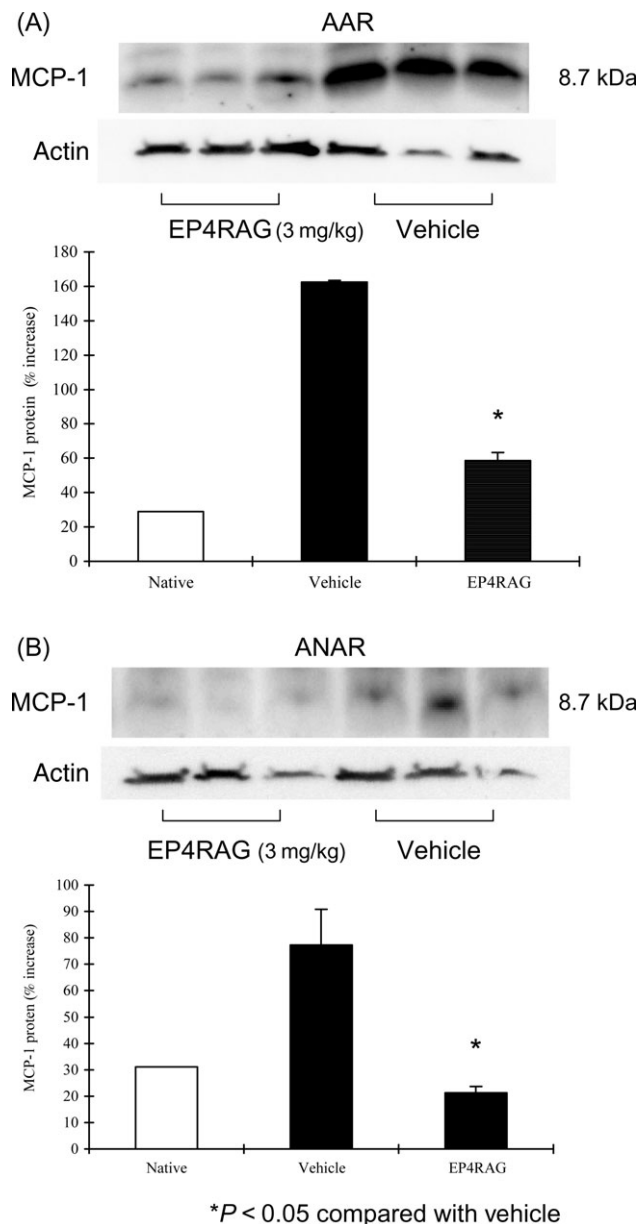 (A) AAR
MCP-1 8.7 kDa
Actin
EP4RAG (3 mg/kg) Vehicle
MCP-1 protein (% increase)
180
160
140
120
100
80
60
40
20
0
*
Native Vehicle EP4RAG
(B) ANAR
MCP-1 8.7 kDa
Actin
EP4RAG (3 mg/kg) Vehicle
MCP-1 proten (% increase)
100
90
80
70
60
50
40
30
20
10
0
*
Native Vehicle EP4RAG
*P < 0.05 compared with vehicle